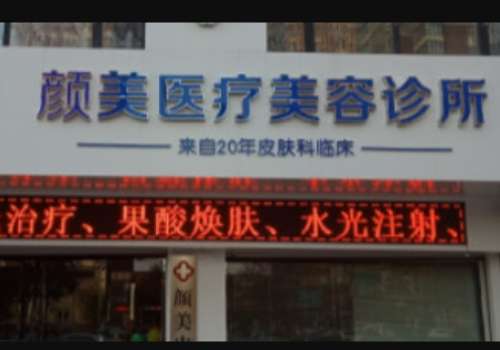 颜美医疗美容诊所
来自20年皮肤科临床
治疗、果酸焕肤、水光注射、
颜美